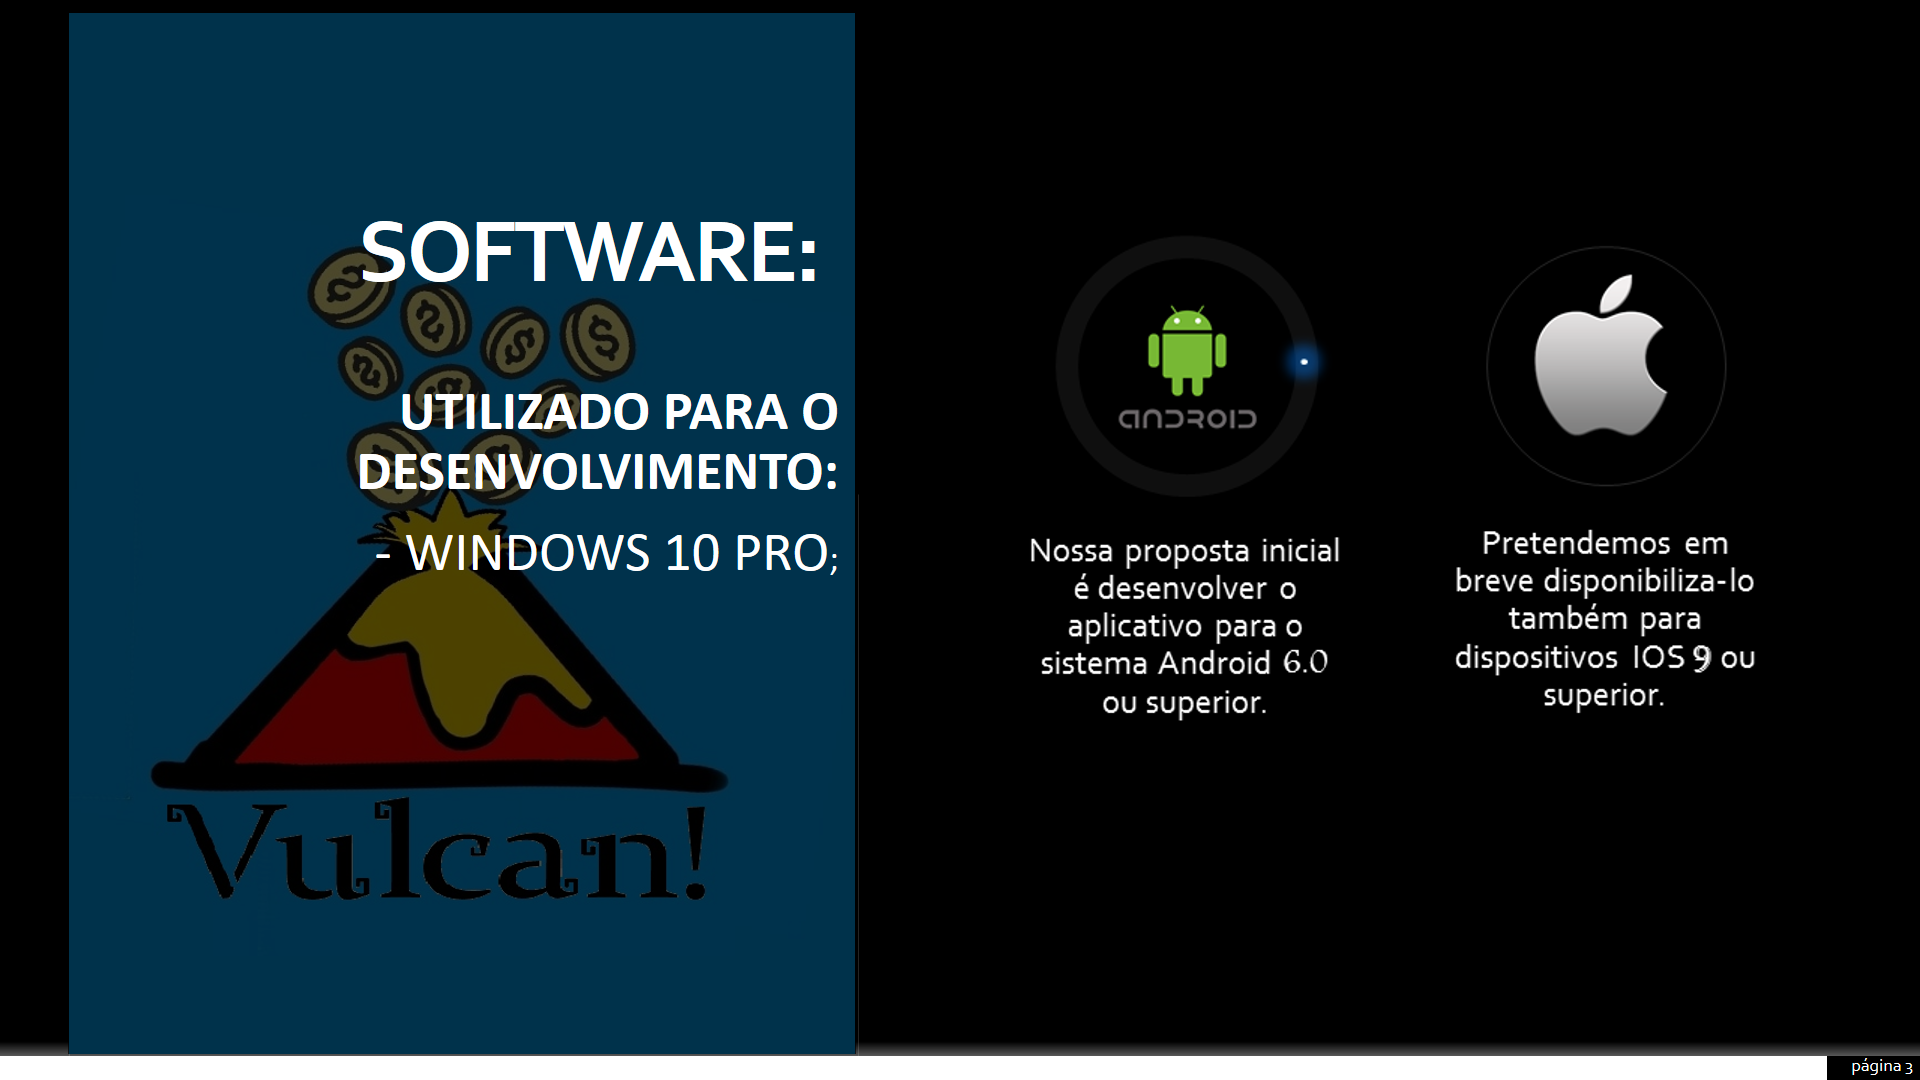 SOFTWARE:
UTILIZADO PARA O
DESENVOLVIMENTO:
- WINDOWS 10 PRO;
Vulcan!
ANDROID
Nossa proposta inicial
é desenvolver o
aplicativo para o
sistema Android 6.0
ou superior.
Pretendemos em
breve disponibiliza-lo
também para
dispositivos IOS 9 ou
superior.
página 3